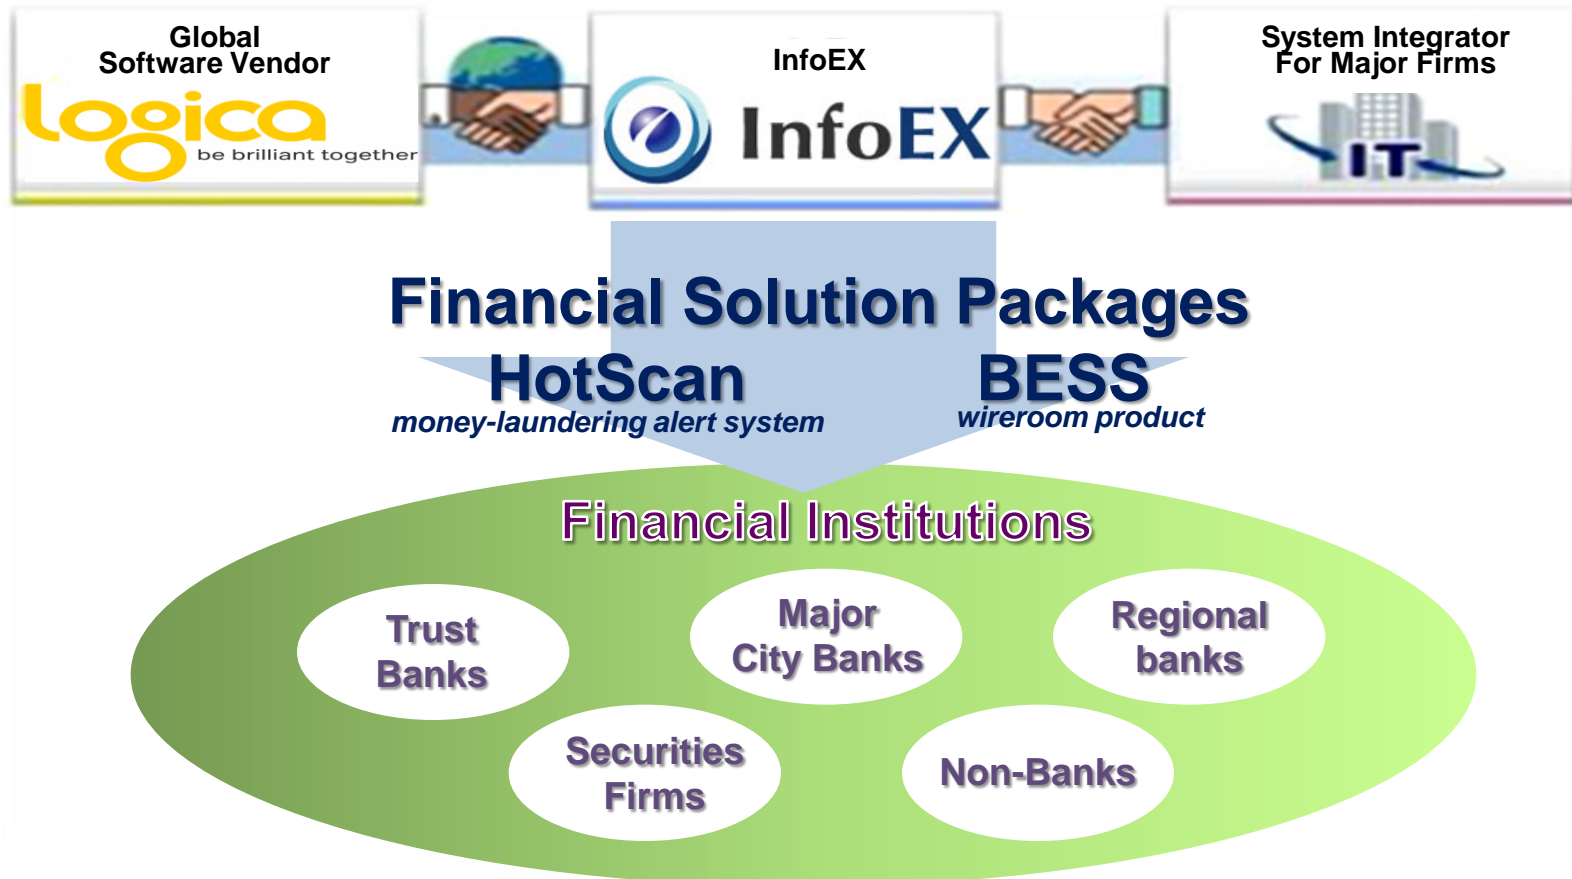 Global
Software Vendor
logica
be brilliant together
InfoEX
InfoEX
System Integrator
For Major Firms
IT
Financial Solution Packages
HotScan
money-laundering alert system
BESS
wireroom product
Financial Institutions
Trust
Banks
Major
City Banks
Regional
banks
Securities
Firms
Non-Banks